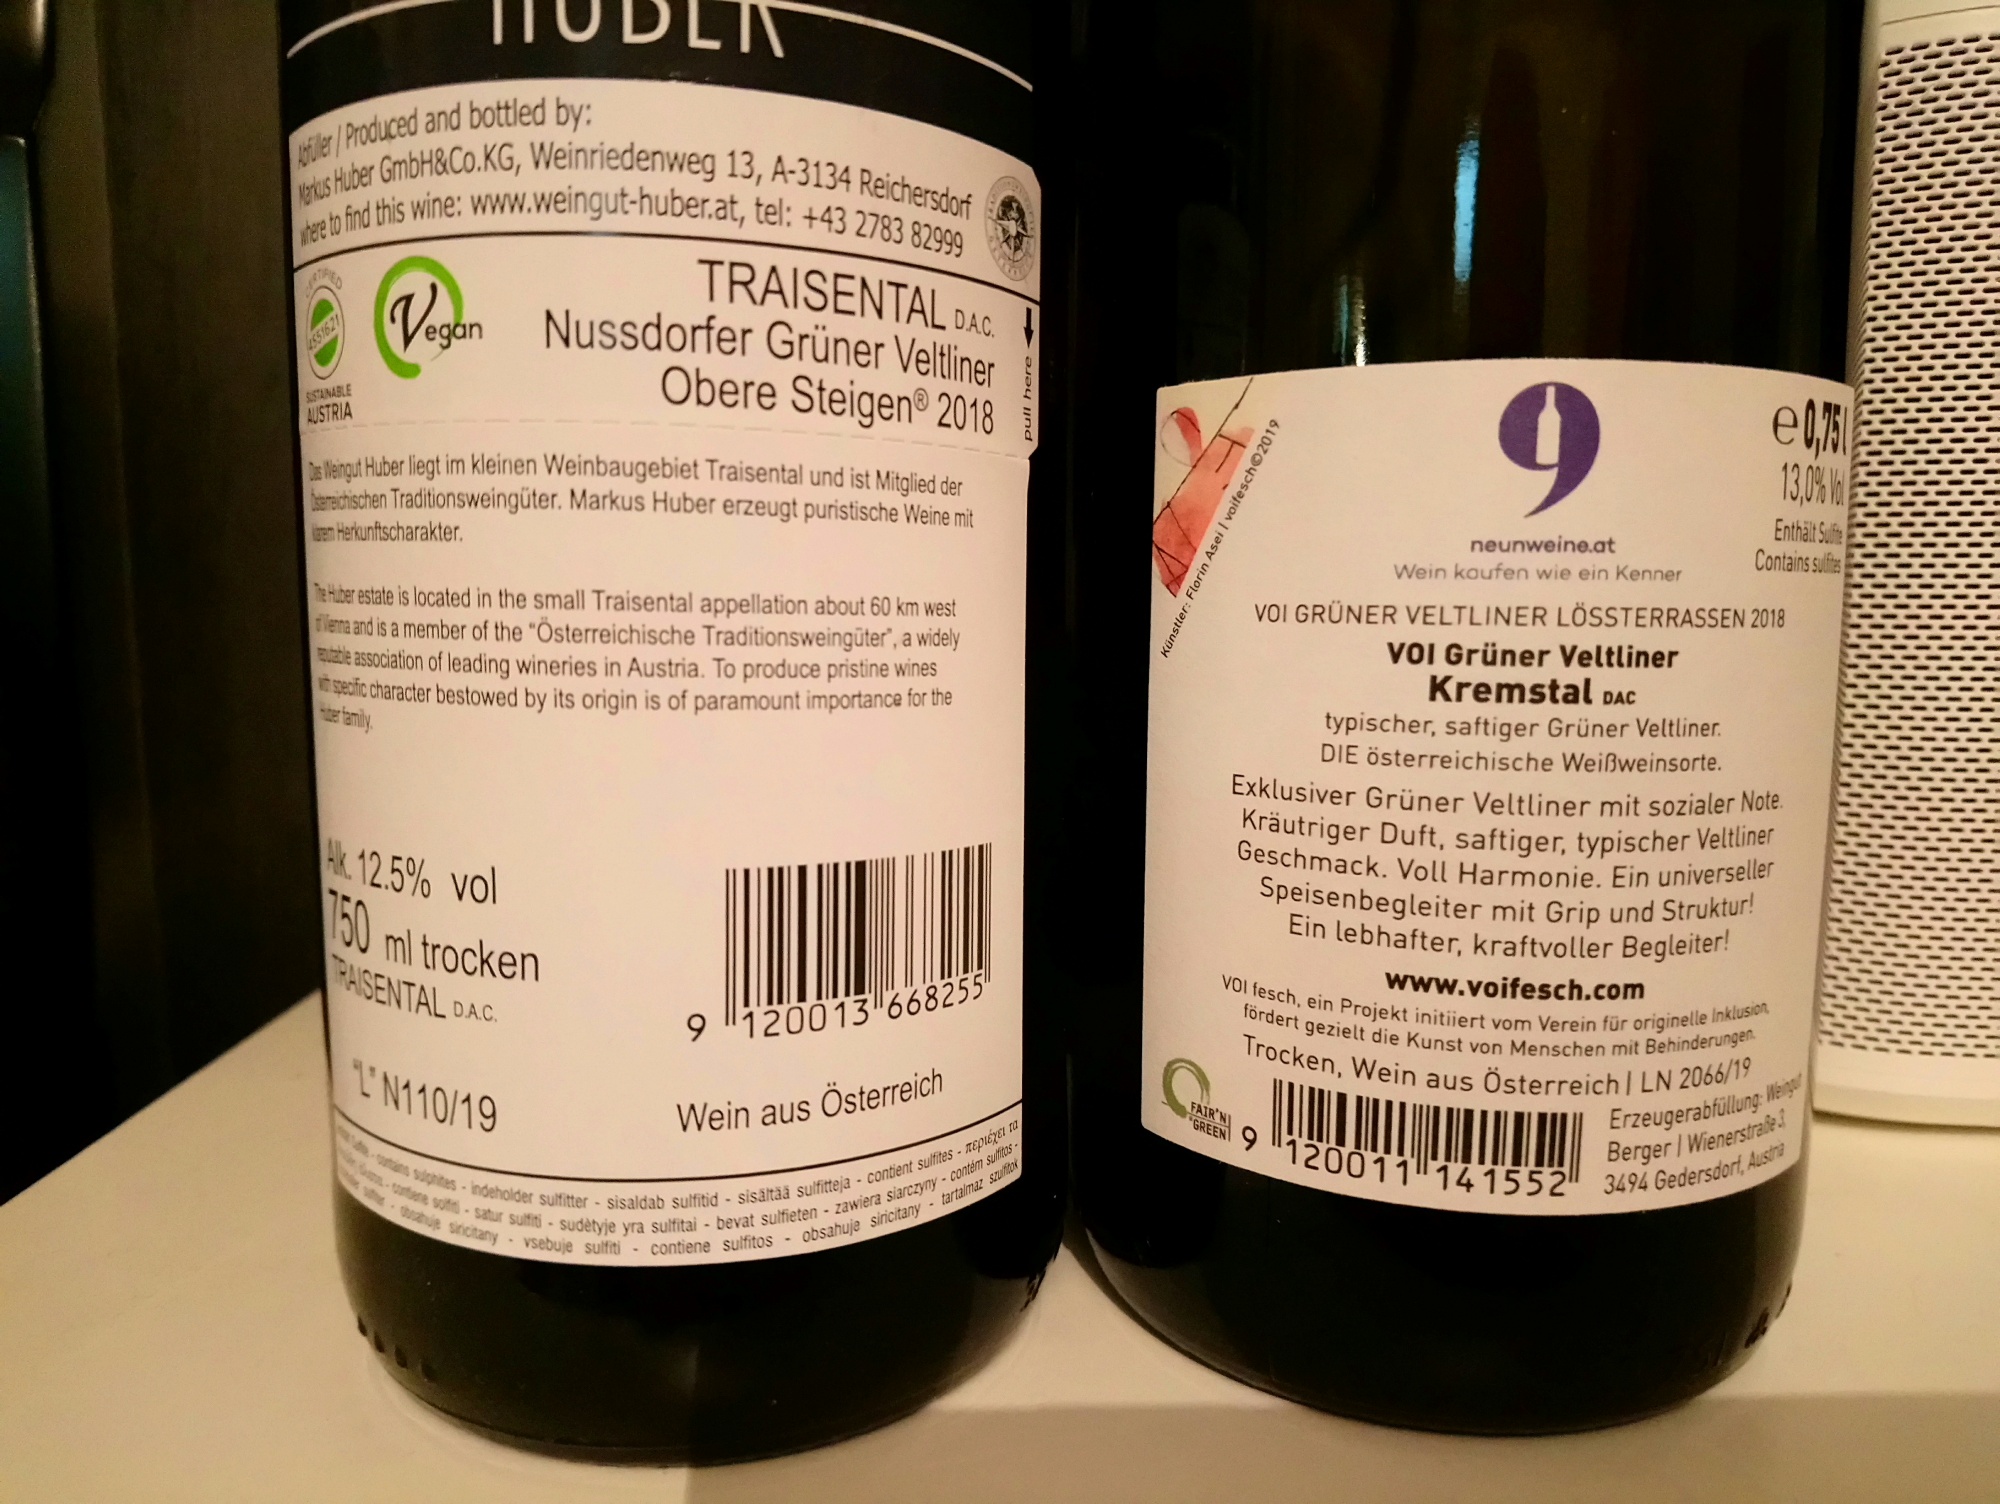 HUBER
Abfüller / Produced and bottled by:
Markus Huber GmbH&Co.KG, Weinriedenweg 13, A-3134 Reichersdorf
where to find this wine: www.weingut-huber.at, tel: +43 2783 82999
CERTIFIED
SUSTAINABLE
AUSTRIA
Vegan
TRAISENTAL D.A.C.
Nussdorfer Grüner Veltliner
Obere Steigen® 2018
pull here
Das Weingut Huber liegt im kleinen Weinbaugebiet Traisental und ist Mitglied der
Österreichischen Traditionsweingüter. Markus Huber erzeugt puristische Weine mit
klarem Herkunftscharakter.
The Huber estate is located in the small Traisental appellation about 60 km west
of Vienna and is a member of the "Österreichische Traditionsweingüter", a widely
reputable association of leading wineries in Austria. To produce pristine wines
with specific character bestowed by its origin is of paramount importance for the
Huber family.
Alk. 12.5% vol
750 ml trocken
TRAISENTAL D.A.C.
9 120013 668255
"L" N110/19
Wein aus Österreich
contains sulphites - indeholder sulfitter - sisaldab sulfitid - sisältää sulfitteja - contient sulfites - περιέχει τα
contiene solfiti - satur sulfiti - sudėtyje yra sulfitai - bevat sulfieten - zawiera siarczyny - contém sulfitos -
obsahuje siricitany - vsebuje sulfiti - contiene sulfitos - obsahuje siricitany - tartalmaz szulfitok
Künstler: Florin Asei | voifesch©2019
9
neunweine.at
Wein kaufen wie ein Kenner
e 0,75 l
13,0% Vol
Enthält Sulfite
Contains sulfites
VOI GRÜNER VELTLINER LÖSSTERRASSEN 2018
VOI Grüner Veltliner
Kremstal DAC
typischer, saftiger Grüner Veltliner.
DIE österreichische Weißweinsorte.
Exklusiver Grüner Veltliner mit sozialer Note.
Kräutriger Duft, saftiger, typischer Veltliner
Geschmack. Voll Harmonie. Ein universeller
Speisenbegleiter mit Grip und Struktur!
Ein lebhafter, kraftvoller Begleiter!
www.voifesch.com
VOI fesch, ein Projekt initiiert vom Verein für originelle Inklusion,
fördert gezielt die Kunst von Menschen mit Behinderungen.
Trocken, Wein aus Österreich | LN 2066/19
FAIR'N
GREEN
9 120011 141552
Erzeugerabfüllung: Weingut
Berger | Wienerstraße 3,
3494 Gedersdorf, Austria